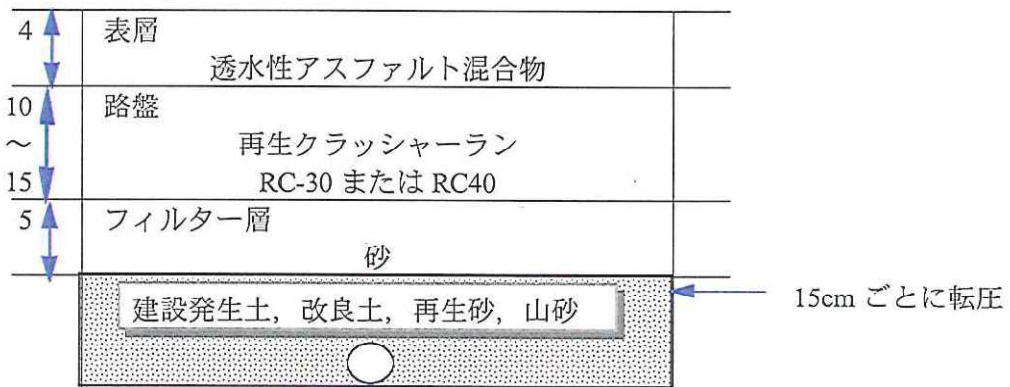 4
表層
透水性アスファルト混合物
10
～
15
路盤
再生クラッシャーラン
RC-30 または RC40
5
フィルター層
砂
建設発生土，改良土，再生砂，山砂
15cm ごとに転圧